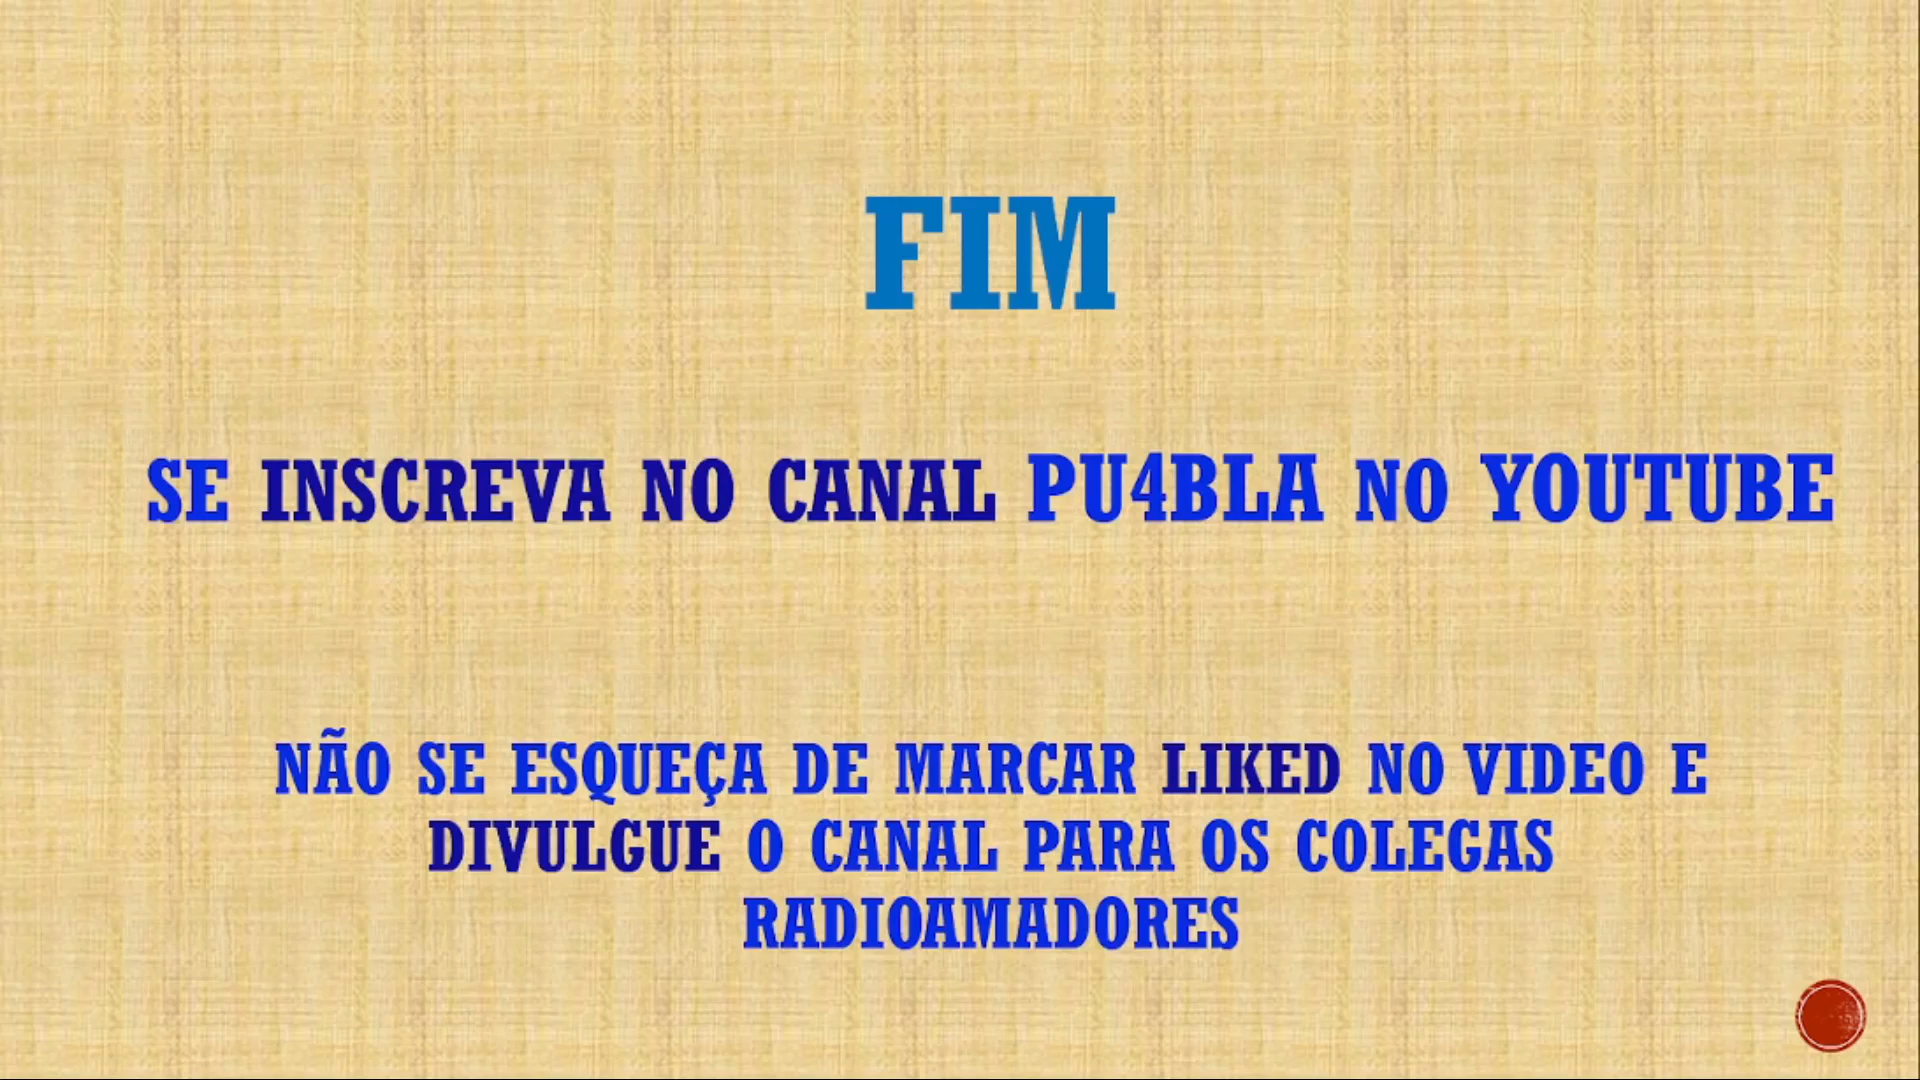 FIM
SE INSCREVA NO CANAL PU4BLA NO YOUTUBE
NÃO SE ESQUEÇA DE MARCAR LIKED NO VIDEO E
DIVULGUE O CANAL PARA OS COLEGAS
RADIOAMADORES